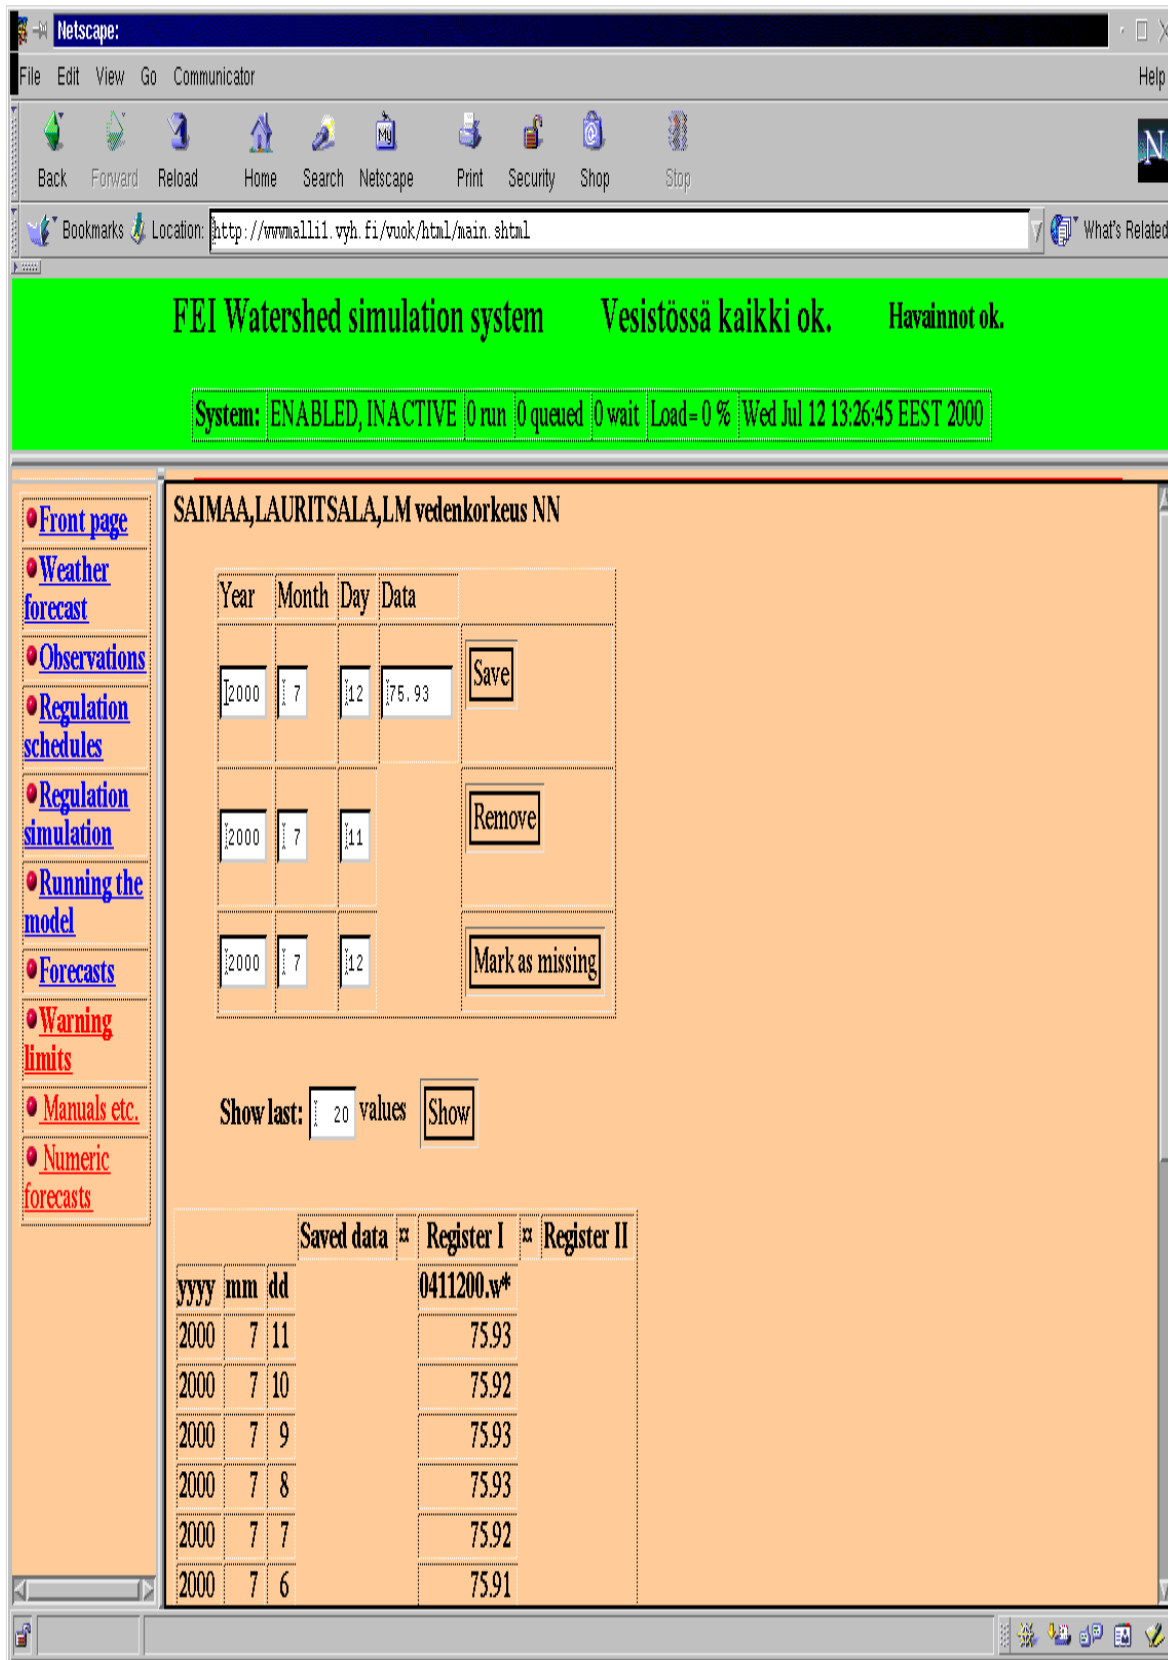 Netscape:
File Edit View Go Communicator Help
My
N
Back Forward Reload Home Search Netscape Print Security Shop Stop
Bookmarks Location: http://wwwmalli1.vyh.fi/vuok/html/main.shtml What's Related
FEI Watershed simulation system Vesistössä kaikki ok. Havainnot ok.
System: ENABLED, INACTIVE 0 run 0 queued 0 wait Load= 0 % Wed Jul 12 13:26:45 EEST 2000
Front page
Weather
forecast
Observations
Regulation
schedules
Regulation
simulation
Running the
model
Forecasts
Warning
limits
Manuals etc.
Numeric
forecasts
SAIMAA,LAURITSALA,LM vedenkorkeus NN
Year Month Day Data
2000 7 12 75.93 Save
2000 7 11 Remove
2000 7 12 Mark as missing
Show last: 20 values Show
Saved data ¤ Register I ¤ Register II
yyyy mm dd 0411200.w*
2000 7 11 75.93
2000 7 10 75.92
2000 7 9 75.93
2000 7 8 75.93
2000 7 7 75.92
2000 7 6 75.91